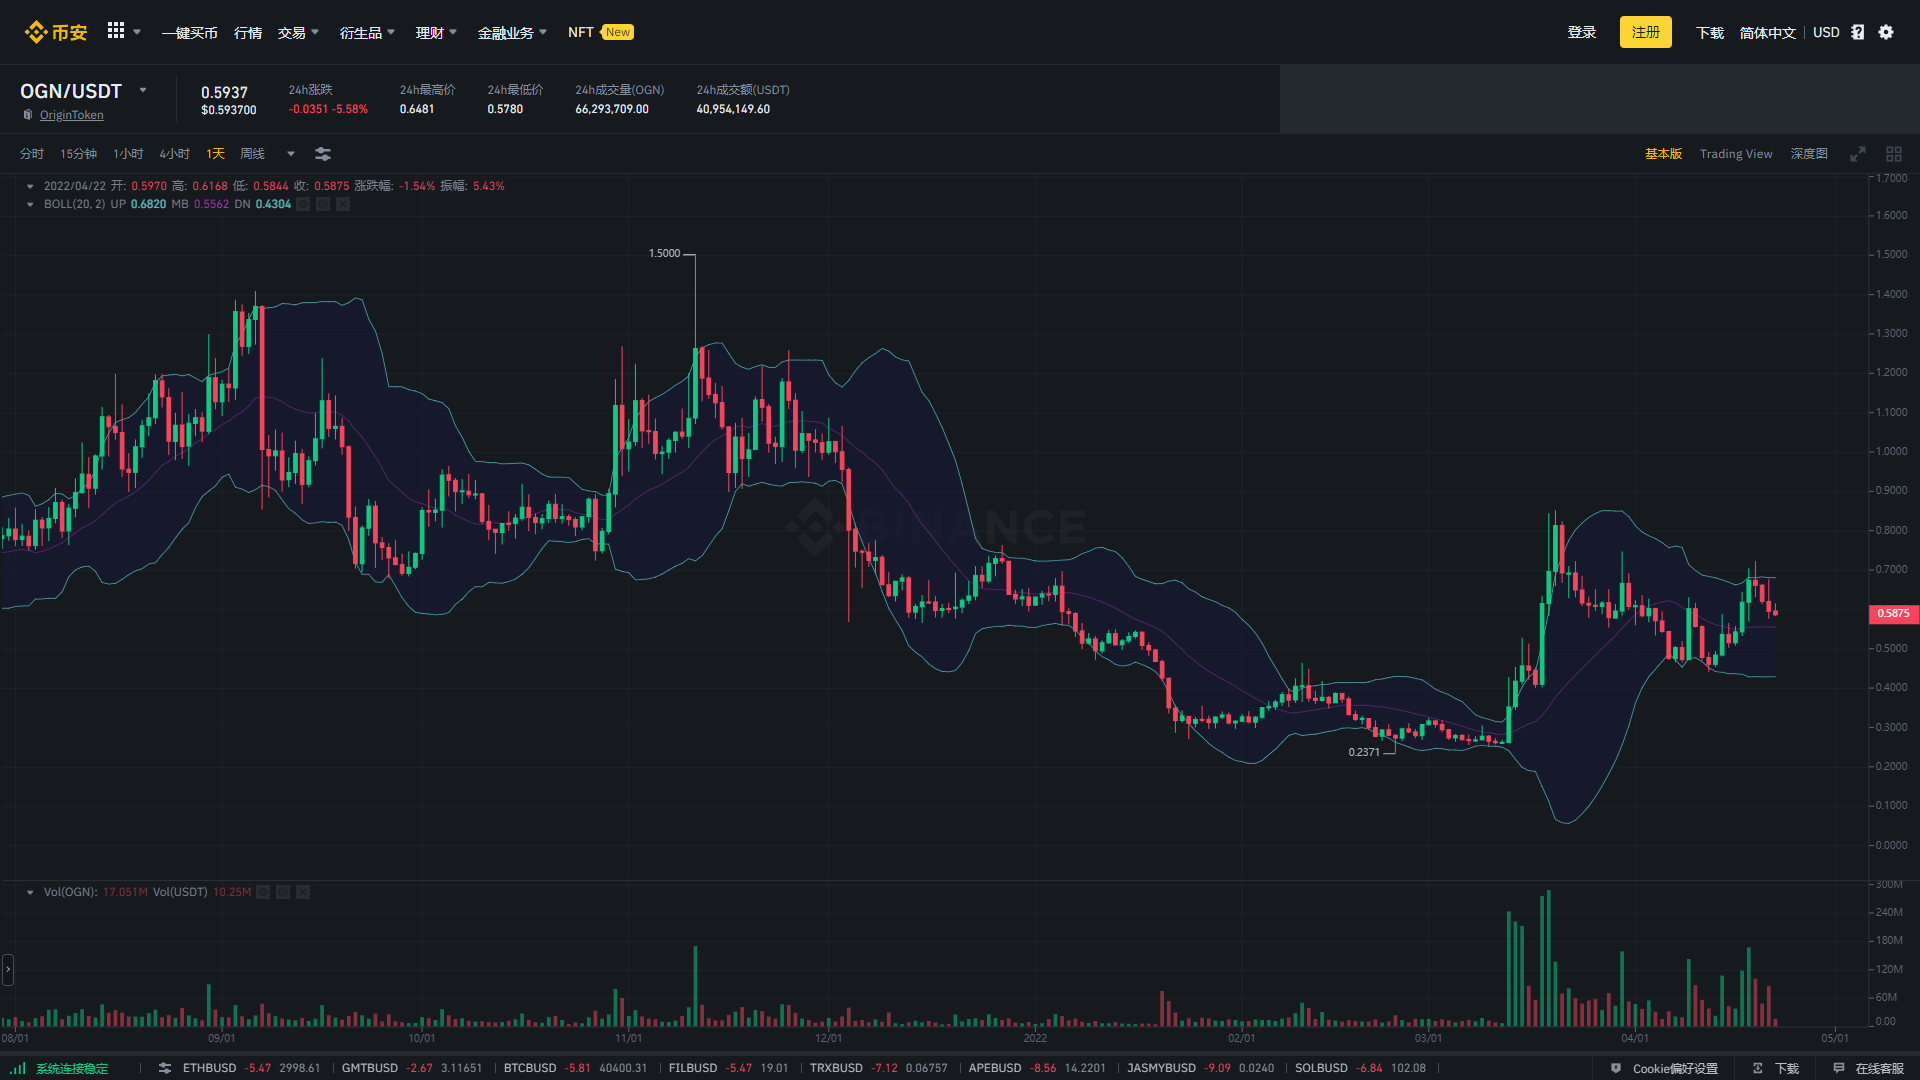 币安 一键买币 行情 交易 衍生品 理财 金融业务 NFT New 登录 注册 下载 简体中文 USD
OGN/USDT
OriginToken
0.5937
$0.593700
24h涨跌
-0.0351 -5.58%
24h最高价
0.6481
24h最低价
0.5780
24h成交量(OGN)
66,293,709.00
24h成交额(USDT)
40,954,149.60
分时 15分钟 1小时 4小时 1天 周线 基本版 Trading View 深度图
2022/04/22 开: 0.5970 高: 0.6168 低: 0.5844 收: 0.5875 涨跌幅: -1.54% 振幅: 5.43%
BOLL(20, 2) UP 0.6820 MB 0.5562 DN 0.4304
1.7000
1.6000
1.5000
1.4000
1.3000
1.2000
1.1000
1.0000
0.9000
0.8000
0.7000
0.5875
0.5000
0.4000
0.3000
0.2000
0.1000
0.0000
1.5000
BINANCE
0.2371
Vol(OGN): 17.051M Vol(USDT) 10.25M
300M
240M
180M
120M
60M
0.00
08/01 09/01 10/01 11/01 12/01 2022 02/01 03/01 04/01 05/01
系统连接稳定 ETHBUSD -5.47 2998.61 GMTBUSD -2.67 3.11651 BTCBUSD -5.81 40400.31 FILBUSD -5.47 19.01 TRXBUSD -7.12 0.06757 APEBUSD -8.56 14.2201 JASMYBUSD -9.09 0.0240 SOLBUSD -6.84 102.08 Cookie偏好设置 下载 在线客服